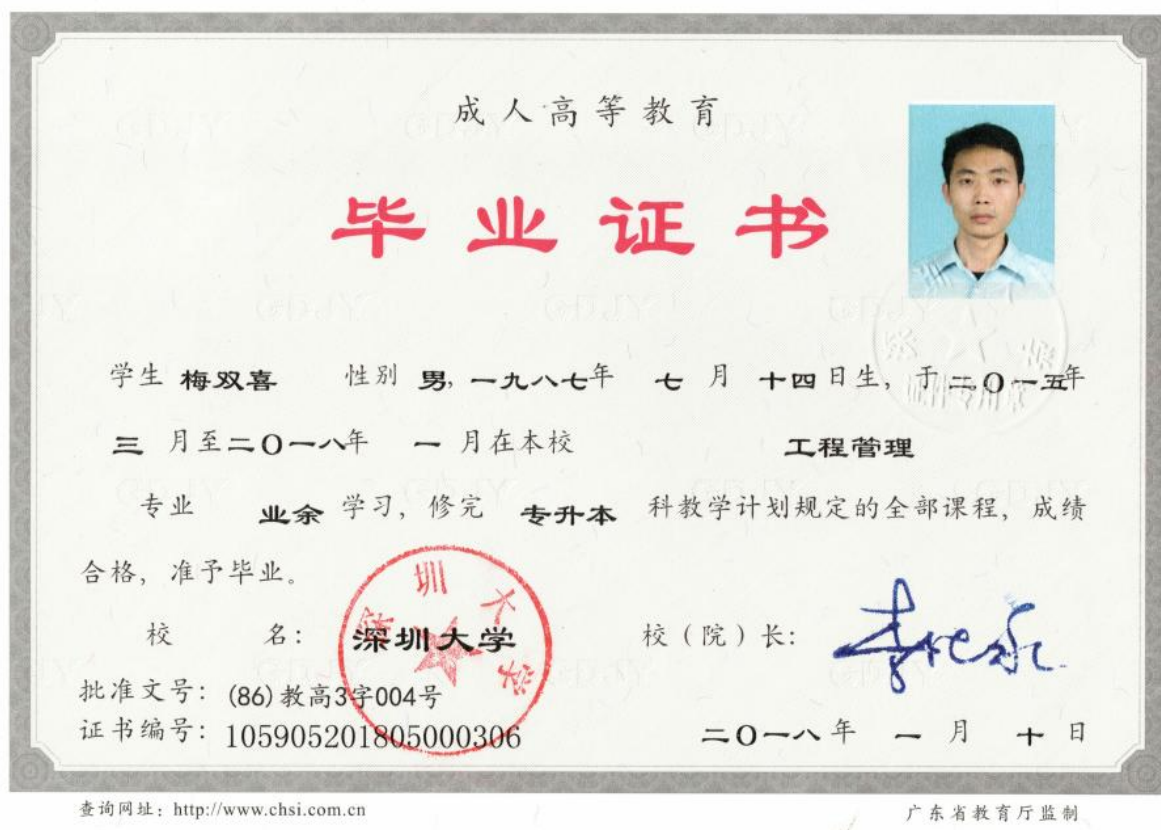 成人高等教育
毕业证书
学生 梅双喜 性别 男, 一九八七年 七 月 十四日生, 于二〇一五年
三 月至二〇一八年 一 月在本校 工程管理
专业 业余 学习, 修完 专升本 科教学计划规定的全部课程, 成绩
合格, 准予毕业。
校 名: 深圳大学 校（院）长:
深圳大学
批准文号: (86)教高3字004号
证书编号: 105905201805000306 二〇一八年 一 月 十 日
查询网址: http://www.chsi.com.cn 广东省教育厅监制
GDJY